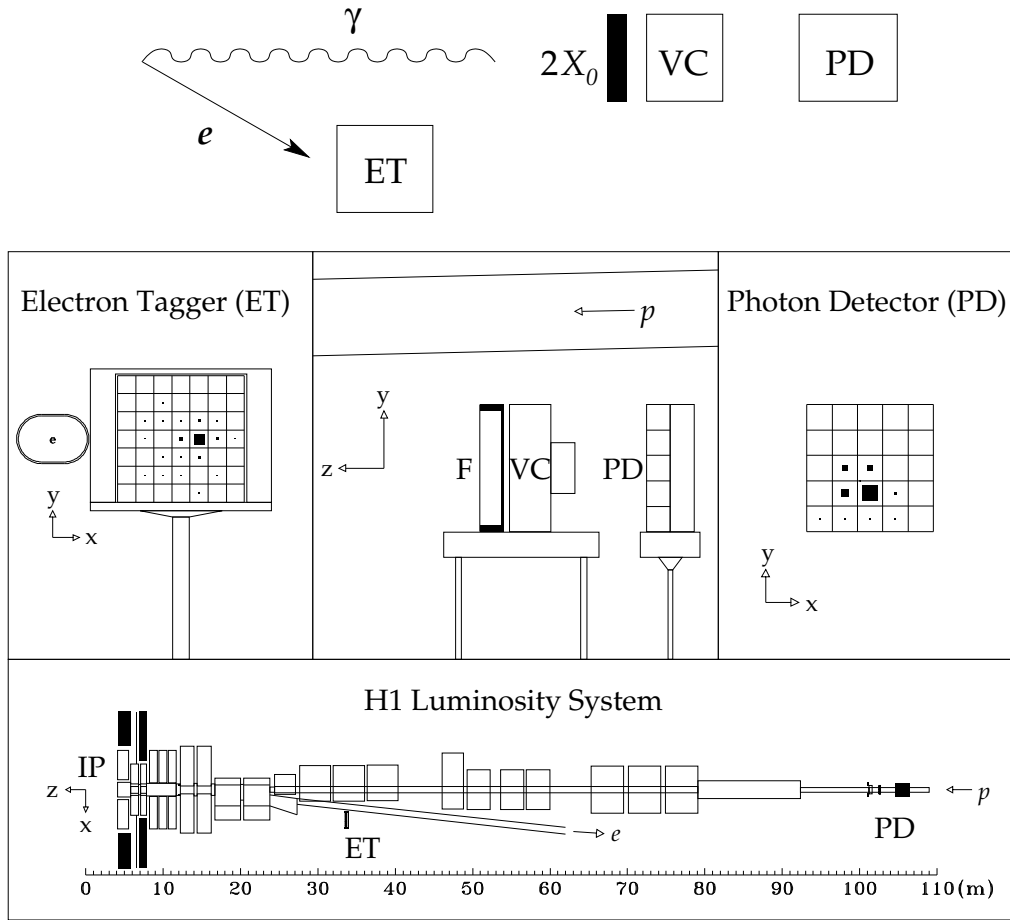 γ
2X₀ VC PD
e
ET
Electron Tagger (ET)
e
y
x
p
y
z
F VC PD
Photon Detector (PD)
y
x
H1 Luminosity System
IP
z
x
p
PD
e
ET
0 10 20 30 40 50 60 70 80 90 100 110(m)